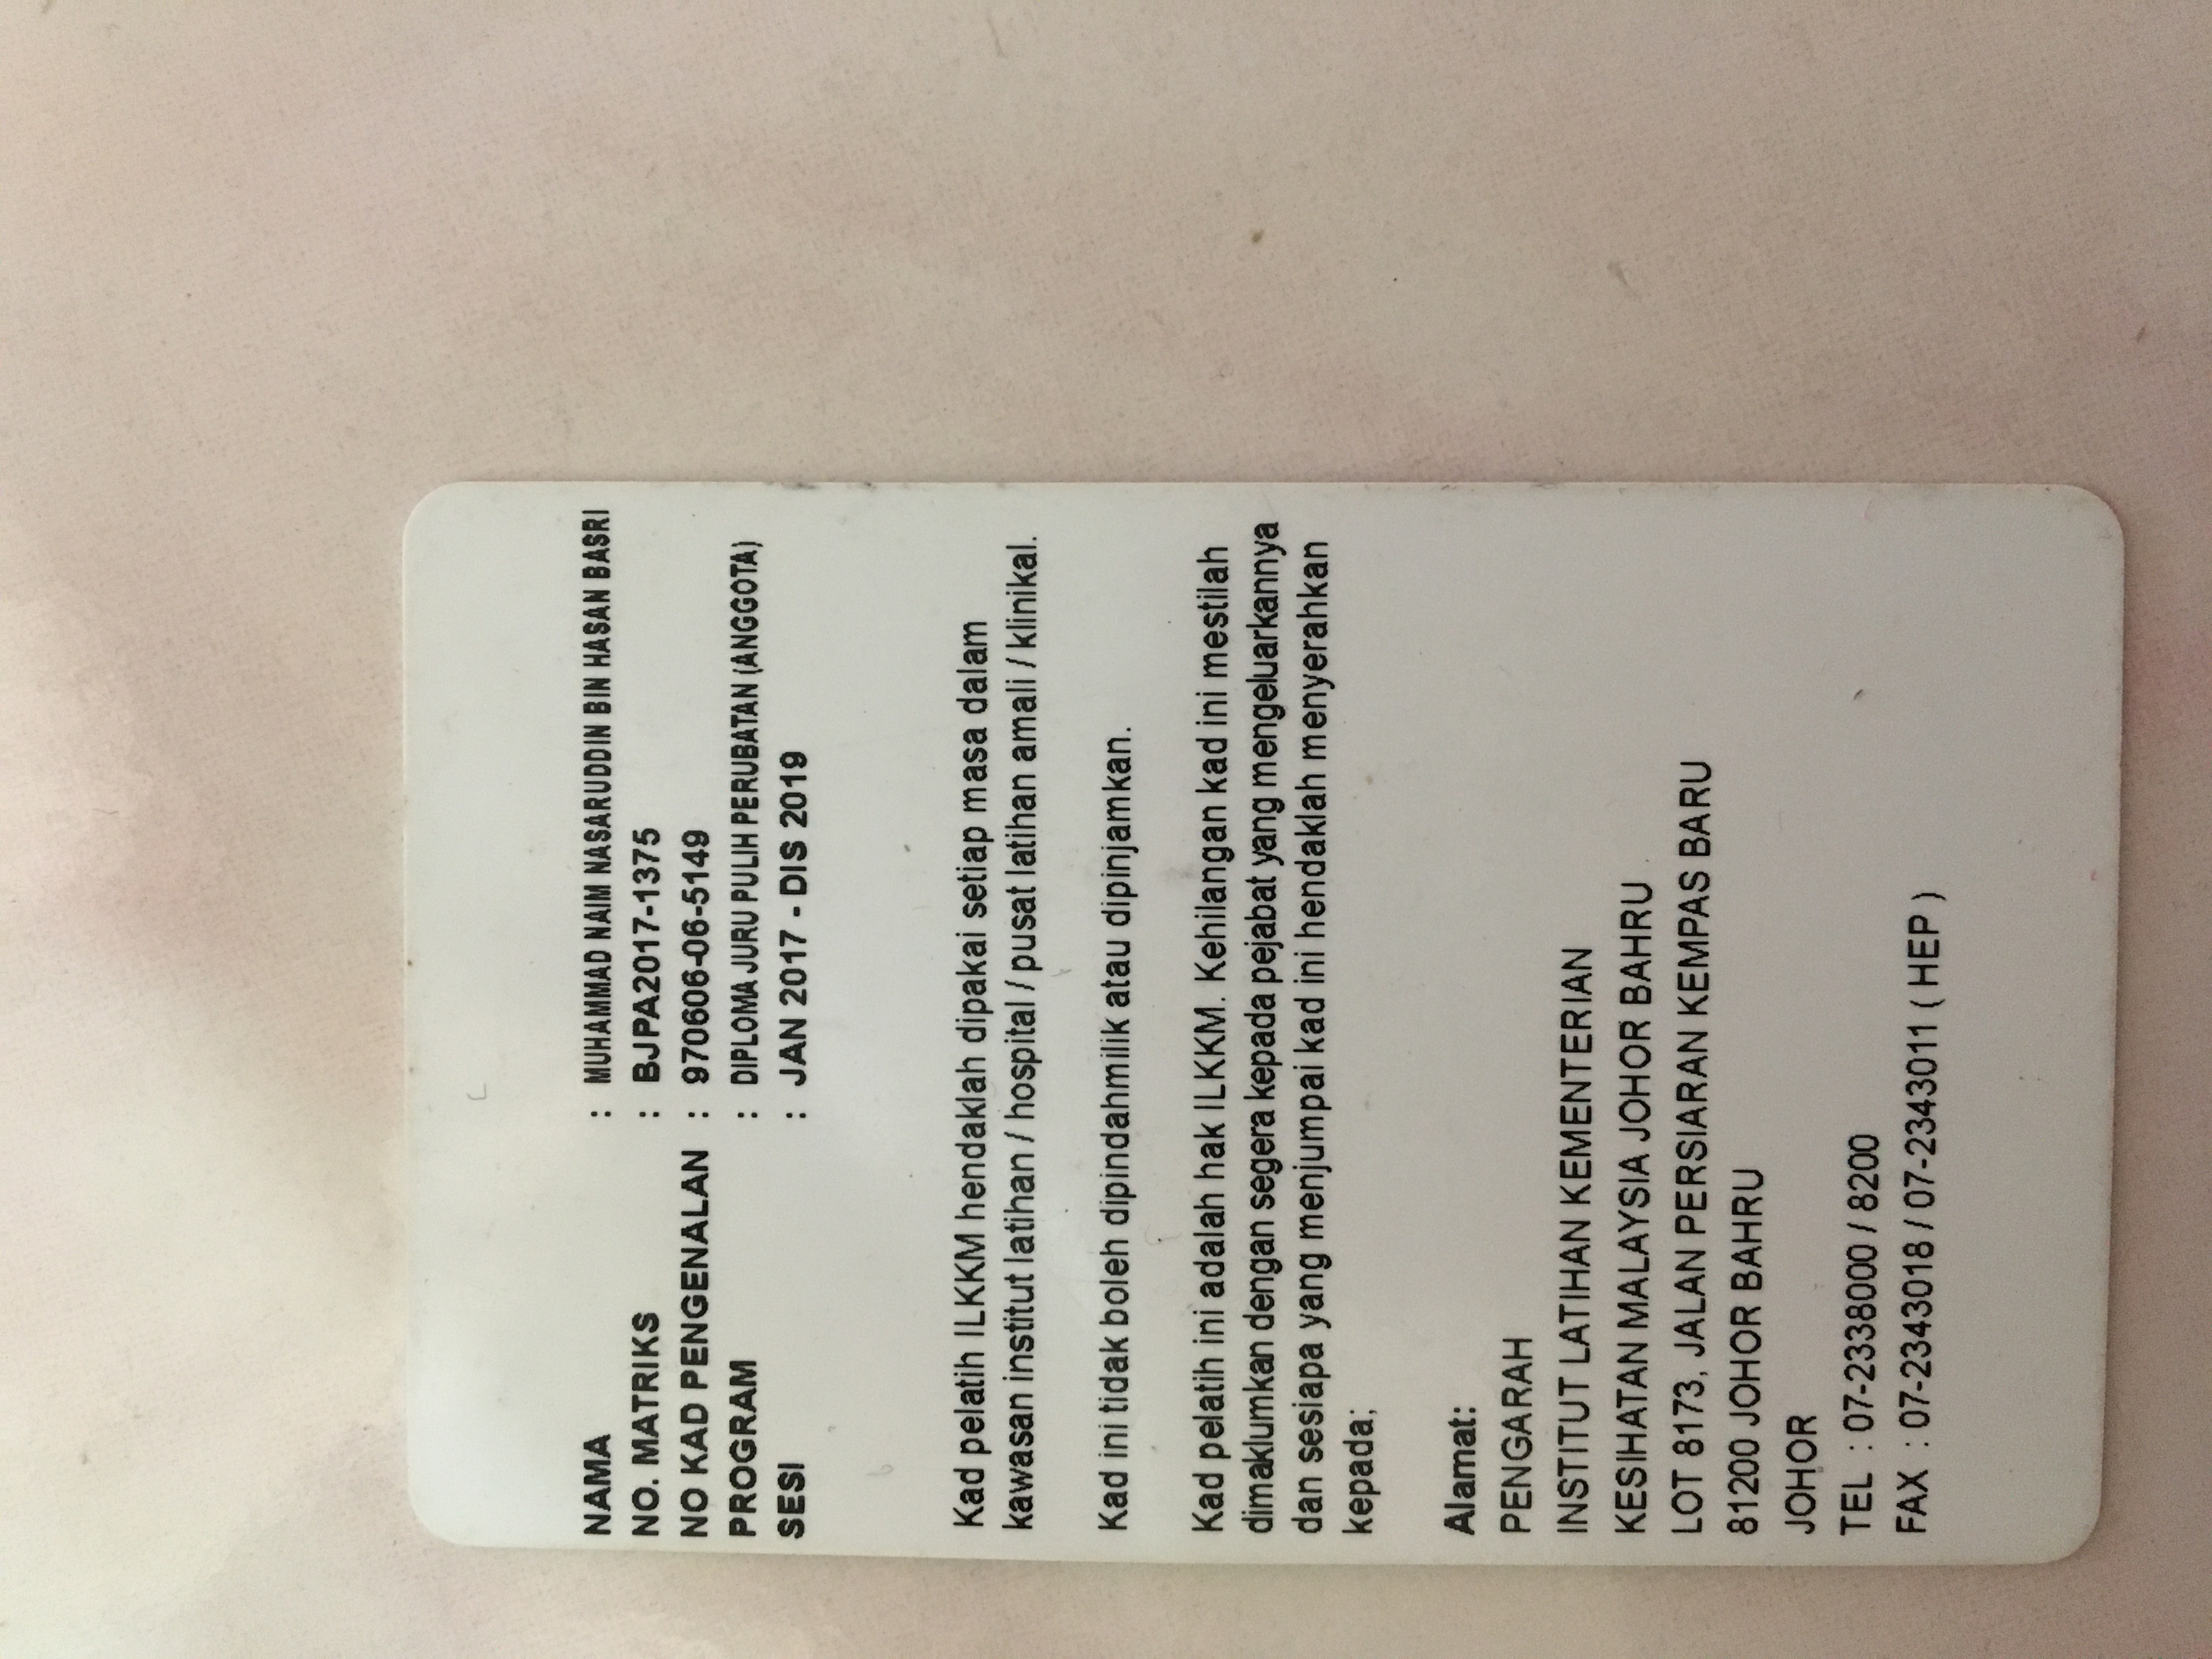 NAMA : MUHAMMAD NAIM NASARUDDIN BIN HASAN BASRI
NO. MATRIKS : BJPA2017-1375
NO KAD PENGENALAN : 970606-06-5149
PROGRAM : DIPLOMA JURU PULIH PERUBATAN (ANGGOTA)
SESI : JAN 2017 - DIS 2019
Kad pelatih ILKKM hendaklah dipakai setiap masa dalam
kawasan institut latihan / hospital / pusat latihan amali / klinikal.
Kad ini tidak boleh dipindahmilik atau dipinjamkan.
Kad pelatih ini adalah hak ILKKM. Kehilangan kad ini mestilah
dimaklumkan dengan segera kepada pejabat yang mengeluarkannya
dan sesiapa yang menjumpai kad ini hendaklah menyerahkan
kepada;
Alamat:
PENGARAH
INSTITUT LATIHAN KEMENTERIAN
KESIHATAN MALAYSIA JOHOR BAHRU
LOT 8173, JALAN PERSIARAN KEMPAS BARU
81200 JOHOR BAHRU
JOHOR
TEL : 07-2338000 / 8200
FAX : 07-2343018 / 07-2343011 ( HEP )